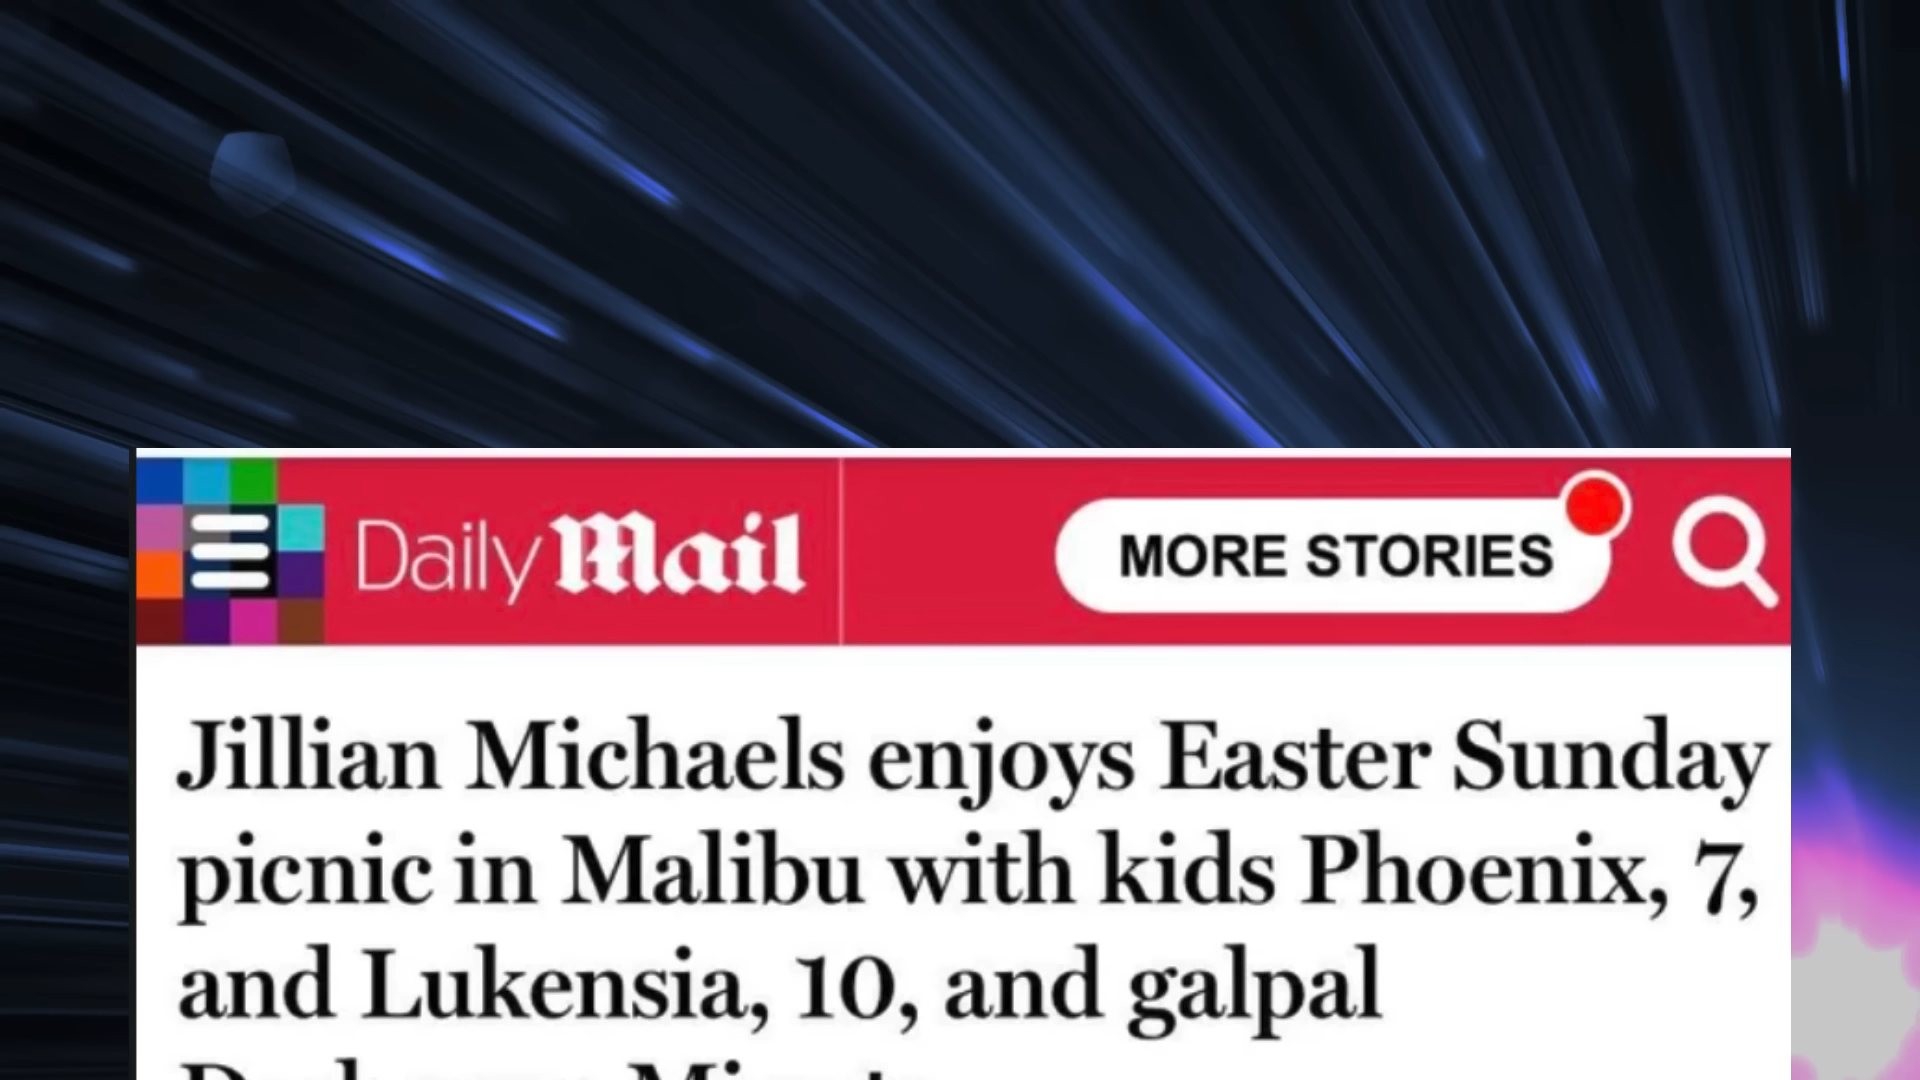 Daily Mail
MORE STORIES
Jillian Michaels enjoys Easter Sunday
picnic in Malibu with kids Phoenix, 7,
and Lukensia, 10, and galpal